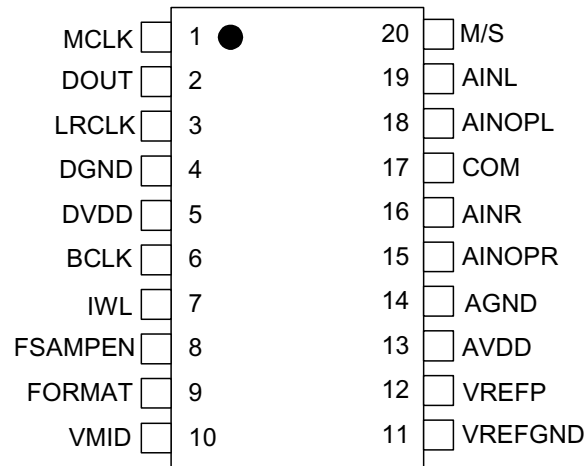 MCLK 1 20 M/S
DOUT 2 19 AINL
LRCLK 3 18 AINOPL
DGND 4 17 COM
DVDD 5 16 AINR
BCLK 6 15 AINOPR
IWL 7 14 AGND
FSAMPEN 8 13 AVDD
FORMAT 9 12 VREFP
VMID 10 11 VREFGND